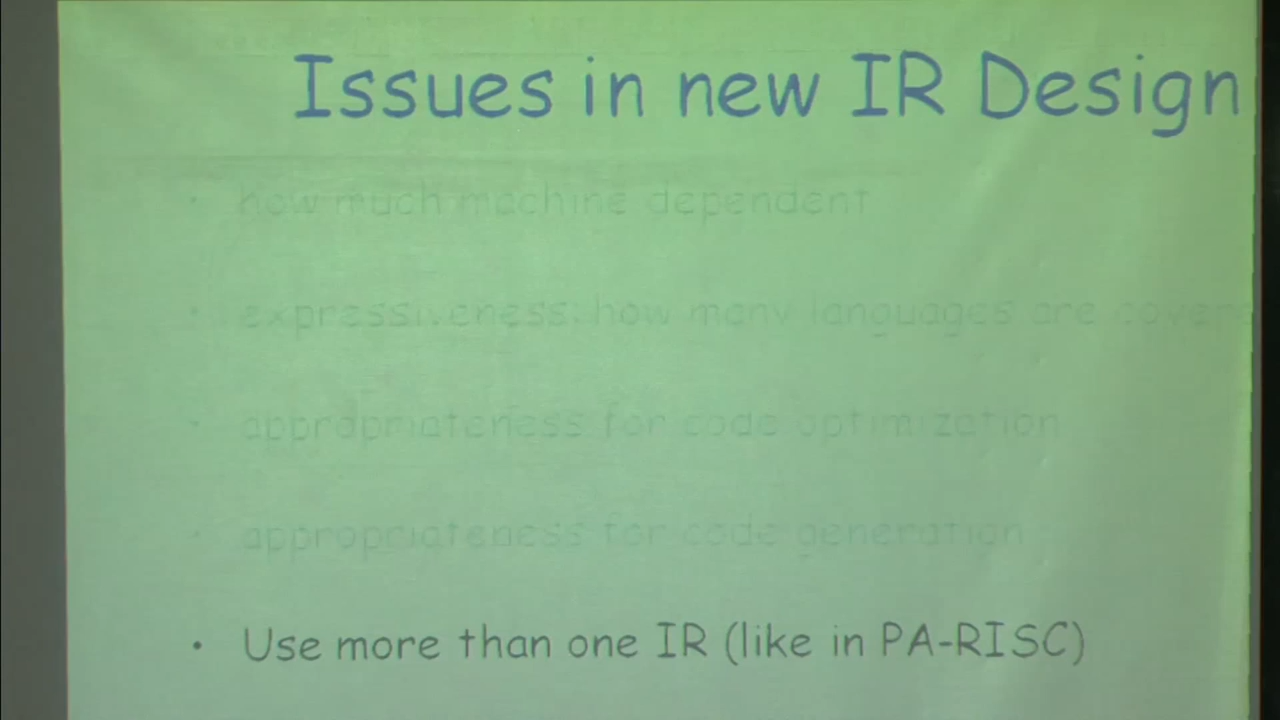 Issues in new IR Design
• how much machine dependent
• expressiveness: how many languages are
• appropriateness for code optimization
• appropriateness for code generation
• Use more than one IR (like in PA-RISC)